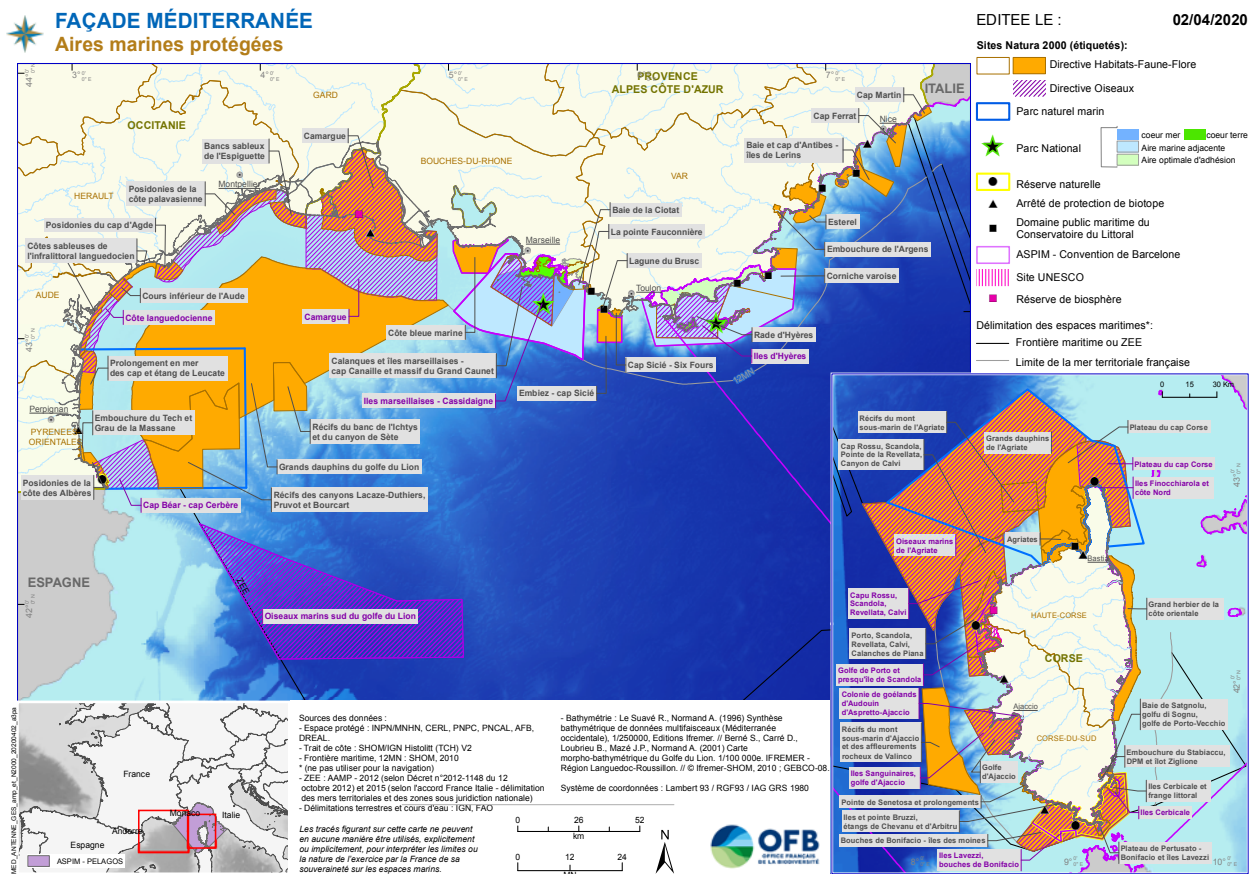 FAÇADE MÉDITERRANÉE
Aires marines protégées
EDITEE LE :
02/04/2020
Sites Natura 2000 (étiquetés):
Directive Habitats-Faune-Flore
Directive Oiseaux
Parc naturel marin
Parc National
coeur mer
coeur terre
Aire marine adjacente
Aire optimale d'adhésion
Réserve naturelle
Arrêté de protection de biotope
Domaine public maritime du
Conservatoire du Littoral
ASPIM - Convention de Barcelone
Site UNESCO
Réserve de biosphère
Délimitation des espaces maritimes*:
Frontière maritime ou ZEE
Limite de la mer territoriale française
OCCITANIE
GARD
PROVENCE
ALPES CÔTE D'AZUR
ITALIE
HERAULT
BOUCHES-DU-RHONE
VAR
AUDE
PYRENEES
ORIENTALE
ESPAGNE
Cap Martin
Cap Ferrat
Nice
Baie et cap d'Antibes -
îles de Lerins
Camargue
Bancs sableux
de l'Espiguette
Montpellier
Posidonies de la
côte palavasienne
Posidonies du cap d'Agde
Côtes sableuses de
l'infralittoral languedocien
Cours inférieur de l'Aude
Côte languedocienne
Camargue
Prolongement en mer
des cap et étang de Leucate
Perpignan
Embouchure du Tech et
Grau de la Massane
Posidonies de la
côte des Albères
Cap Béar - cap Cerbère
Récifs des canyons Lacaze-Duthiers,
Pruvot et Bourcart
Grands dauphins du golfe du Lion
Récifs du banc de l'Ichtys
et du canyon de Sète
Iles marseillaises - Cassidaigne
Calanques et îles marseillaises -
cap Canaille et massif du Grand Caunet
Côte bleue marine
Marseille
Baie de la Ciotat
La pointe Fauconnière
Lagune du Brusc
Toulon
Esterel
Embouchure de l'Argens
Corniche varoise
Rade d'Hyères
Iles d'Hyères
Cap Sicié - Six Fours
Embiez - cap Sicié
12MN
ZEE
Oiseaux marins sud du golfe du Lion
0 15 30 Km
Récifs du mont
sous-marin de l'Agriate
Grands dauphins
de l'Agriate
Plateau du cap Corse
Cap Rossu, Scandola,
Pointe de la Revellata,
Canyon de Calvi
Plateau du cap Corse
Iles Finocchiarola et
côte Nord
Oiseaux marins
de l'Agriate
Agriates
Bastia
Capu Rossu,
Scandola,
Revellata, Calvi
HAUTE-CORSE
Grand herbier de la
côte orientale
Porto, Scandola,
Revellata, Calvi,
Calanches de Piana
CORSE
Golfe de Porto et
presqu'île de Scandola
Colonie de goélands
d'Audouin
d'Aspretto-Ajaccio
Ajaccio
Baie de Satgnolu,
golfu di Sognu,
golfe de Porto-Vecchio
Récifs du mont
sous-marin d'Ajaccio
et des affleurements
rocheux de Valinco
CORSE-DU-SUD
Embouchure du Stabiaccu,
DPM et îlot Ziglione
Iles Sanguinaires,
golfe d'Ajaccio
Golfe
d'Ajaccio
Iles Cerbicale et
frange littoral
Pointe de Senetosa et prolongements
Iles Cerbicale
Iles et pointe Bruzzi,
étangs de Chevanu et d'Arbitru
Bouches de Bonifacio - Iles des moines
Plateau de Pertusato -
Bonifacio et îles Lavezzi
Iles Lavezzi,
bouches de Bonifacio
France
Monaco
Italie
Andorre
Espagne
ASPIM - PELAGOS
Sources des données :
- Espace protégé : INPN/MNHN, CERL, PNPC, PNCAL, AFB,
DREAL.
- Trait de côte : SHOM/IGN Histolitt (TCH) V2
- Frontière maritime, 12MN : SHOM, 2010
* (ne pas utiliser pour la navigation)
- ZEE : AAMP - 2012 (selon Décret n°2012-1148 du 12
octobre 2012) et 2015 (selon l'accord France Italie - délimitation
des mers territoriales et des zones sous juridiction nationale)
- Délimitations terrestres et cours d'eau : IGN, FAO
Les tracés figurant sur cette carte ne peuvent
en aucune manière être utilisés, explicitement
ou implicitement, pour interpréter les limites ou
la nature de l'exercice par la France de sa
souveraineté sur les espaces marins.
- Bathymétrie : Le Suavé R., Normand A. (1996) Synthèse
bathymétrique de données multifaisceaux (Méditerranée
occidentale), 1/25000, Editions Ifremer. // Berné S., Carré D.,
Loubrieu B., Mazé J.P., Normand A. (2001) Carte
morpho-bathymétrique du Golfe du Lion. 1/100 000e. IFREMER -
Région Languedoc-Roussillon. // © Ifremer-SHOM, 2010 ; GEBCO-08.
Système de coordonnées : Lambert 93 / RGF93 / IAG GRS 1980
0 26 52
km
0 12 24
MN
N
OFB
OFFICE FRANÇAIS
DE LA BIODIVERSITÉ